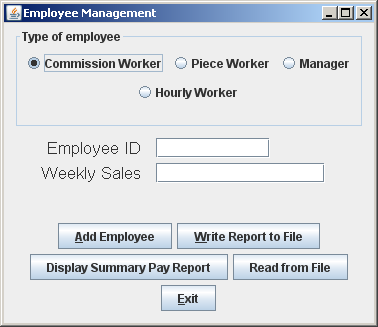 Employee Management
Type of employee
Commission Worker Piece Worker Manager
Hourly Worker
Employee ID
Weekly Sales
Add Employee Write Report to File
Display Summary Pay Report Read from File
Exit